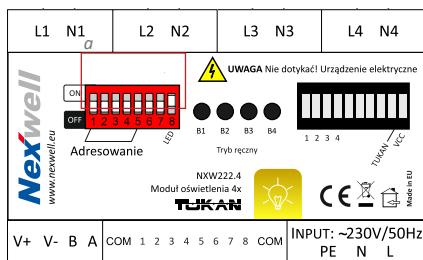 L1 N1 L2 N2 L3 N3 L4 N4
a
Nexwell
www.nexwell.eu
ON
OFF
1 2 3 4 5 6 7 8
LED
Adresowanie
UWAGA Nie dotykać! Urządzenie elektryczne
B1 B2 B3 B4
Tryb ręczny
1 2 3 4
TUKAN
VCC
NXW222.4
Moduł oświetlenia 4x
TUKAN
CE
Made in EU
V+ V- B A COM 1 2 3 4 5 6 7 8 COM
INPUT: ~230V/50Hz
PE N L